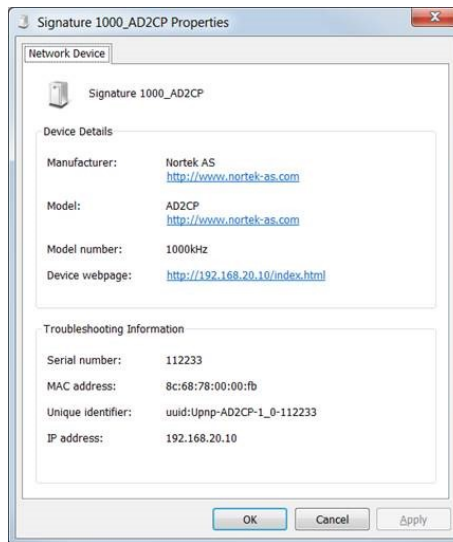 Signature 1000_AD2CP Properties
Network Device
Signature 1000_AD2CP
Device Details
Manufacturer: Nortek AS
http://www.nortek-as.com
Model: AD2CP
http://www.nortek-as.com
Model number: 1000kHz
Device webpage: http://192.168.20.10/index.html
Troubleshooting Information
Serial number: 112233
MAC address: 8c:68:78:00:00:fb
Unique identifier: uuid:Upnp-AD2CP-1_0-112233
IP address: 192.168.20.10
OK Cancel Apply